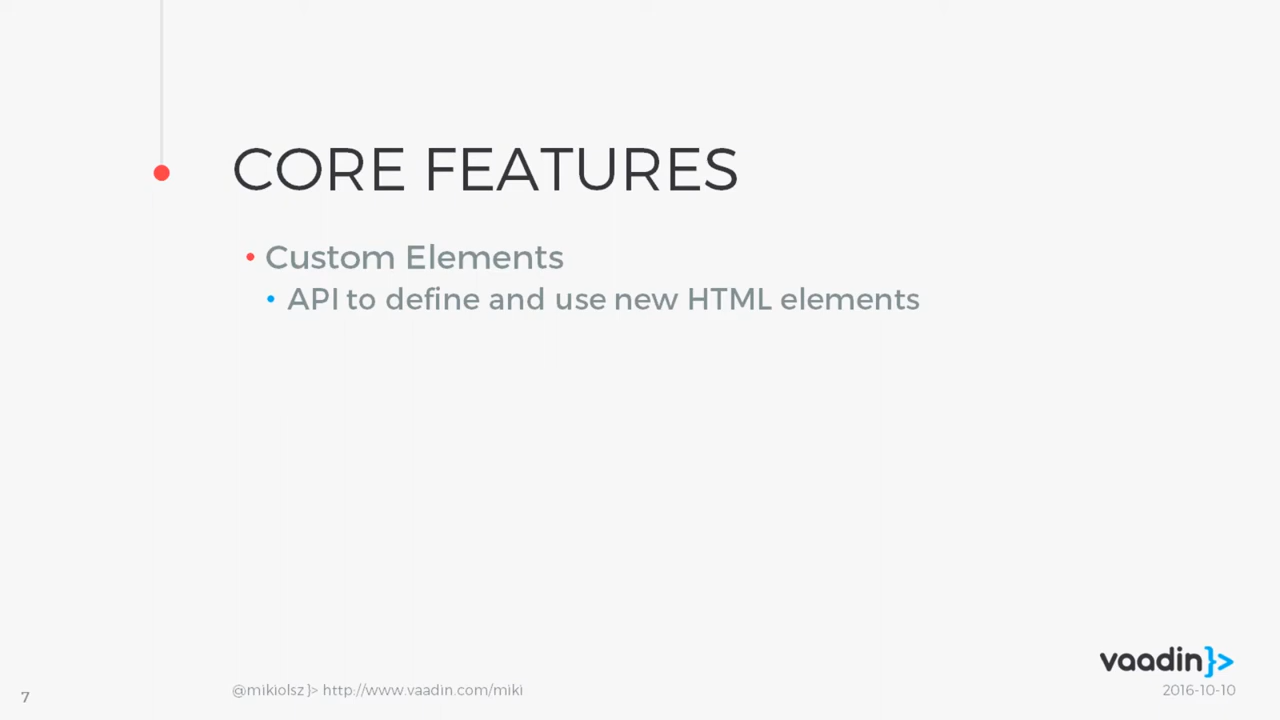 CORE FEATURES
• Custom Elements
• API to define and use new HTML elements
vaadin}>
7
@mikiolsz }> http://www.vaadin.com/miki
2016-10-10